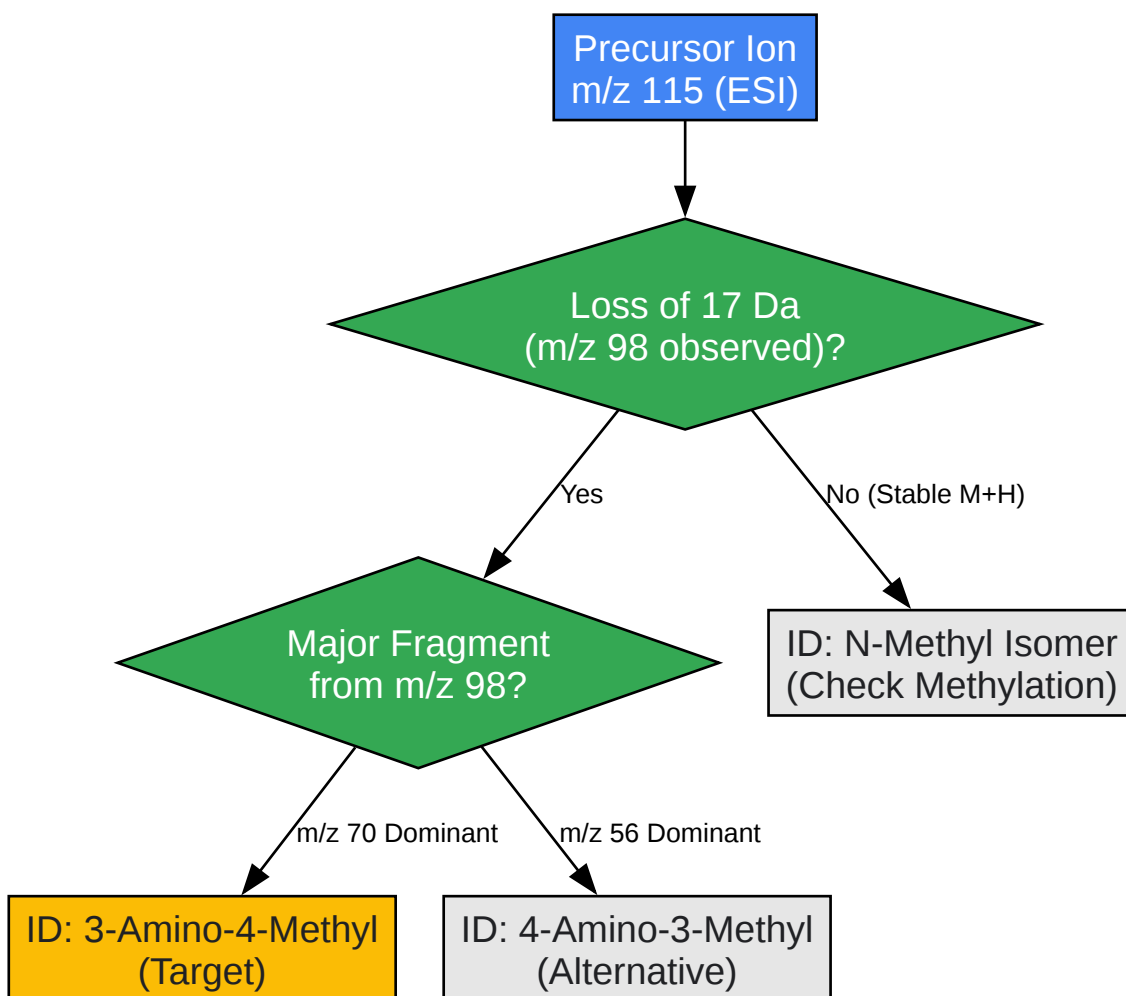 Precursor Ion
m/z 115 (ESI)
Loss of 17 Da
(m/z 98 observed)?
Yes
No (Stable M+H)
Major Fragment
from m/z 98?
ID: N-Methyl Isomer
(Check Methylation)
m/z 70 Dominant
m/z 56 Dominant
ID: 3-Amino-4-Methyl
(Target)
ID: 4-Amino-3-Methyl
(Alternative)